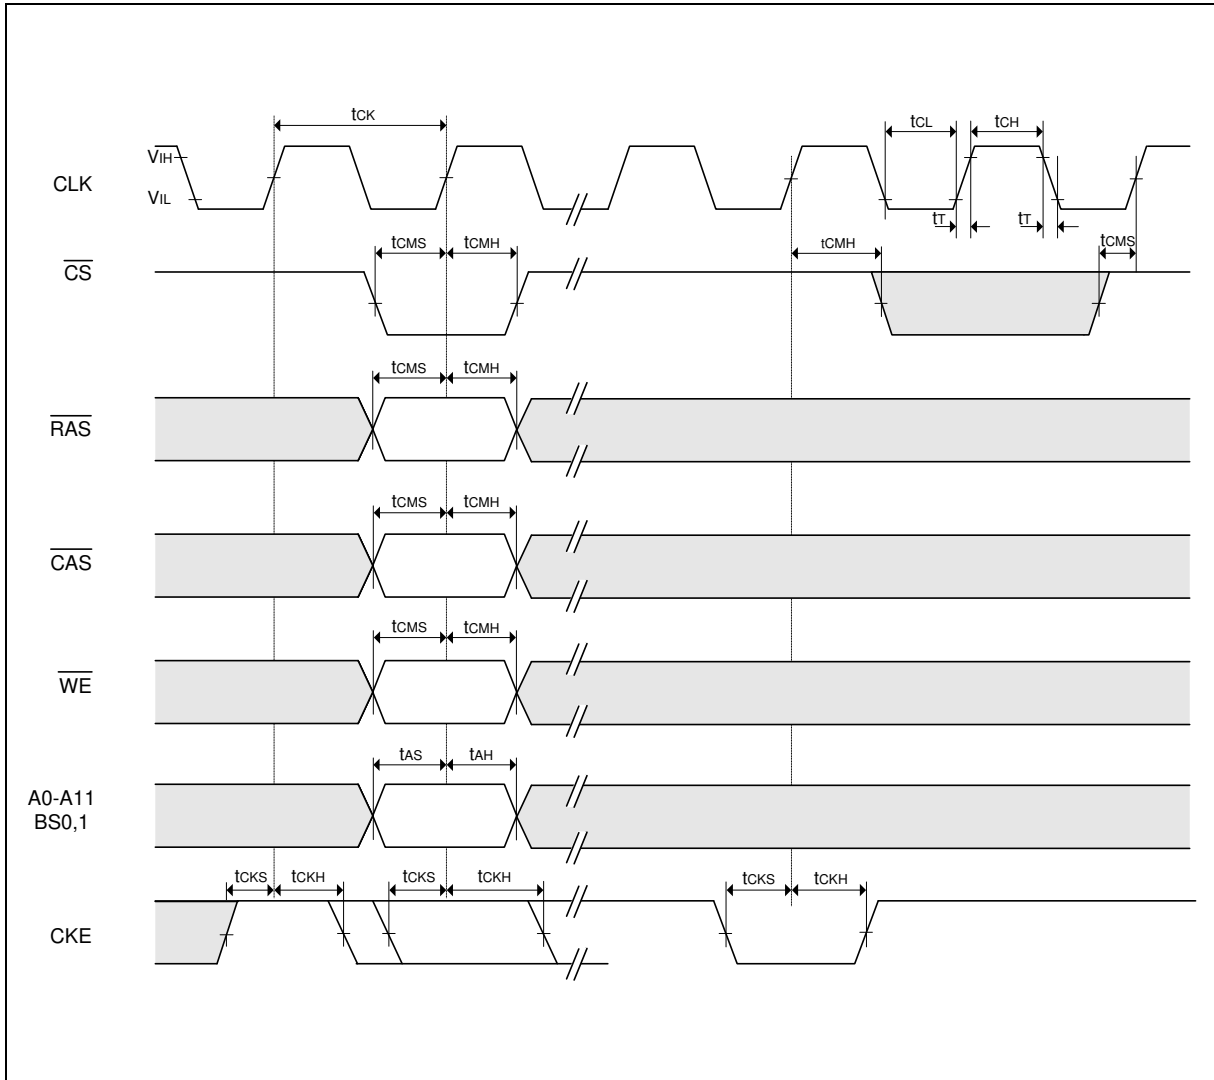 tCK
tCL
tCH
VIH
CLK
VIL
tT
tT
tCMS
tCMH
tCMH
tCMS
CS
tCMS
tCMH
RAS
tCMS
tCMH
CAS
tCMS
tCMH
WE
tAS
tAH
A0-A11
BS0,1
tCKS
tCKH
tCKS
tCKH
tCKS
tCKH
CKE